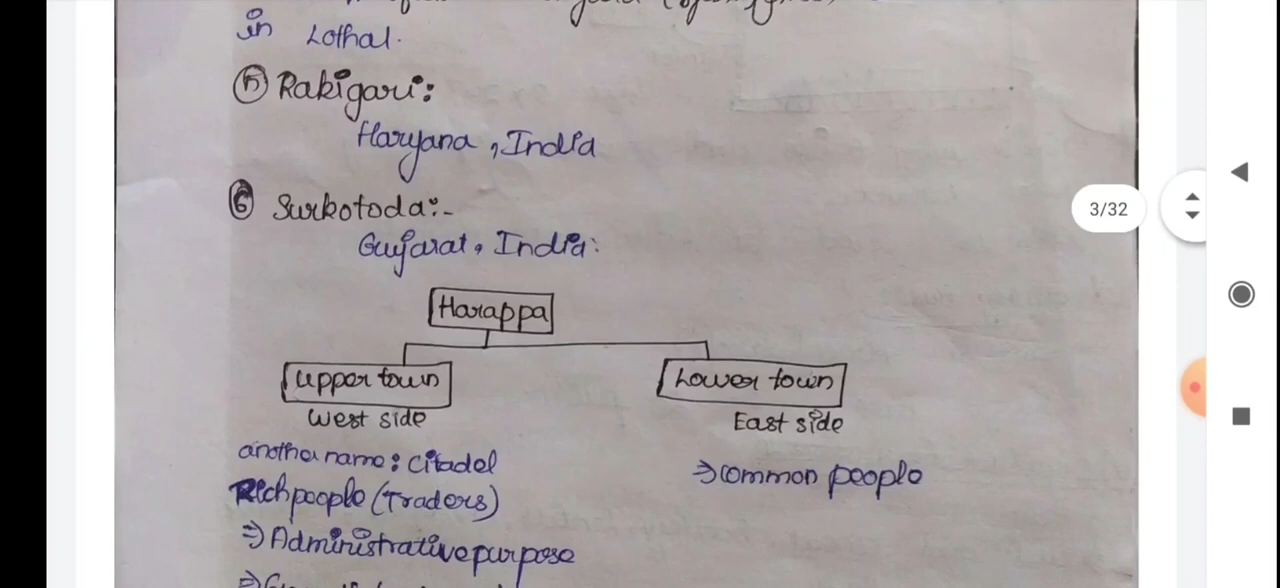 in Lothal.
⑤ Rakigari:
Haryana, India
⑥ Surkotoda:-
Gujarat, India:
Harappa
Upper town
Lower town
West side
East side
another name: Citadel
⇒ common people
Rich people (Traders)
⇒ Administrative purpose
3/32